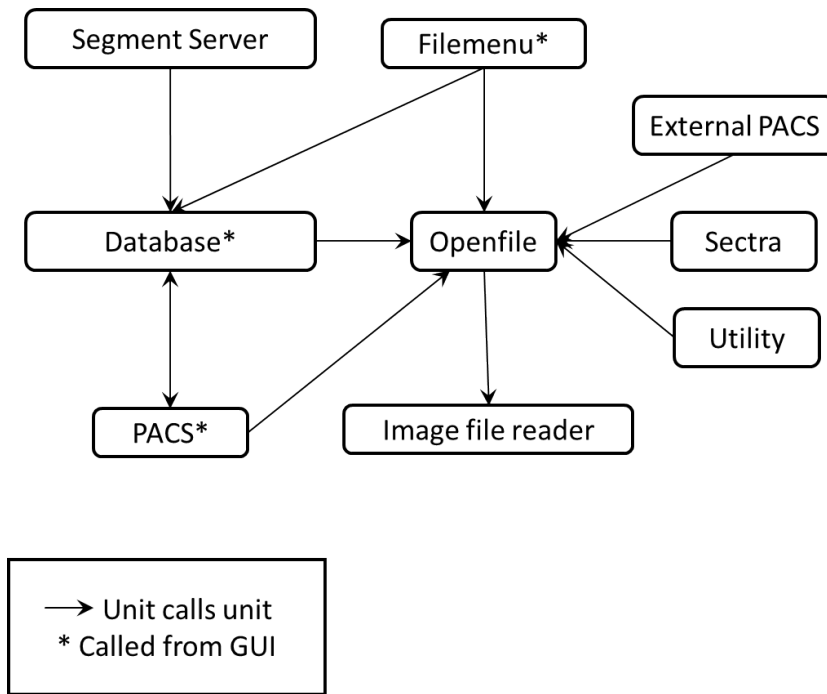 Segment Server
Filemenu*
External PACS
Database*
Openfile
Sectra
Utility
PACS*
Image file reader
Unit calls unit
* Called from GUI